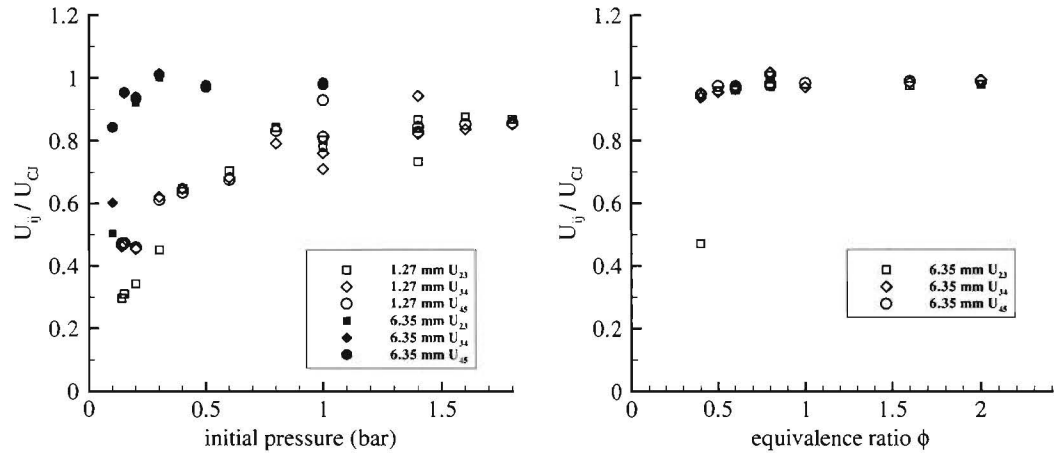 1.2
1
0.8
0.6
0.4
0.2
0
U_ij / U_CJ
0
0.5
1
1.5
initial pressure (bar)
1.27 mm U_23
1.27 mm U_34
1.27 mm U_45
6.35 mm U_23
6.35 mm U_34
6.35 mm U_45
1.2
1
0.8
0.6
0.4
0.2
0
U_ij / U_CJ
0
0.5
1
1.5
2
equivalence ratio ϕ
6.35 mm U_23
6.35 mm U_34
6.35 mm U_45